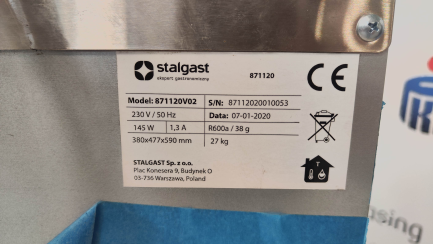 stalgast
ekspert gastronomiczny
871120
CE
Model: 871120V02
S/N: 87112020010053
230 V / 50 Hz
Data: 07-01-2020
145 W 1,3 A
R600a / 38 g
380x477x590 mm
27 kg
STALGAST Sp. z o.o.
Plac Konesera 9, Budynek O
03-736 Warszawa, Poland